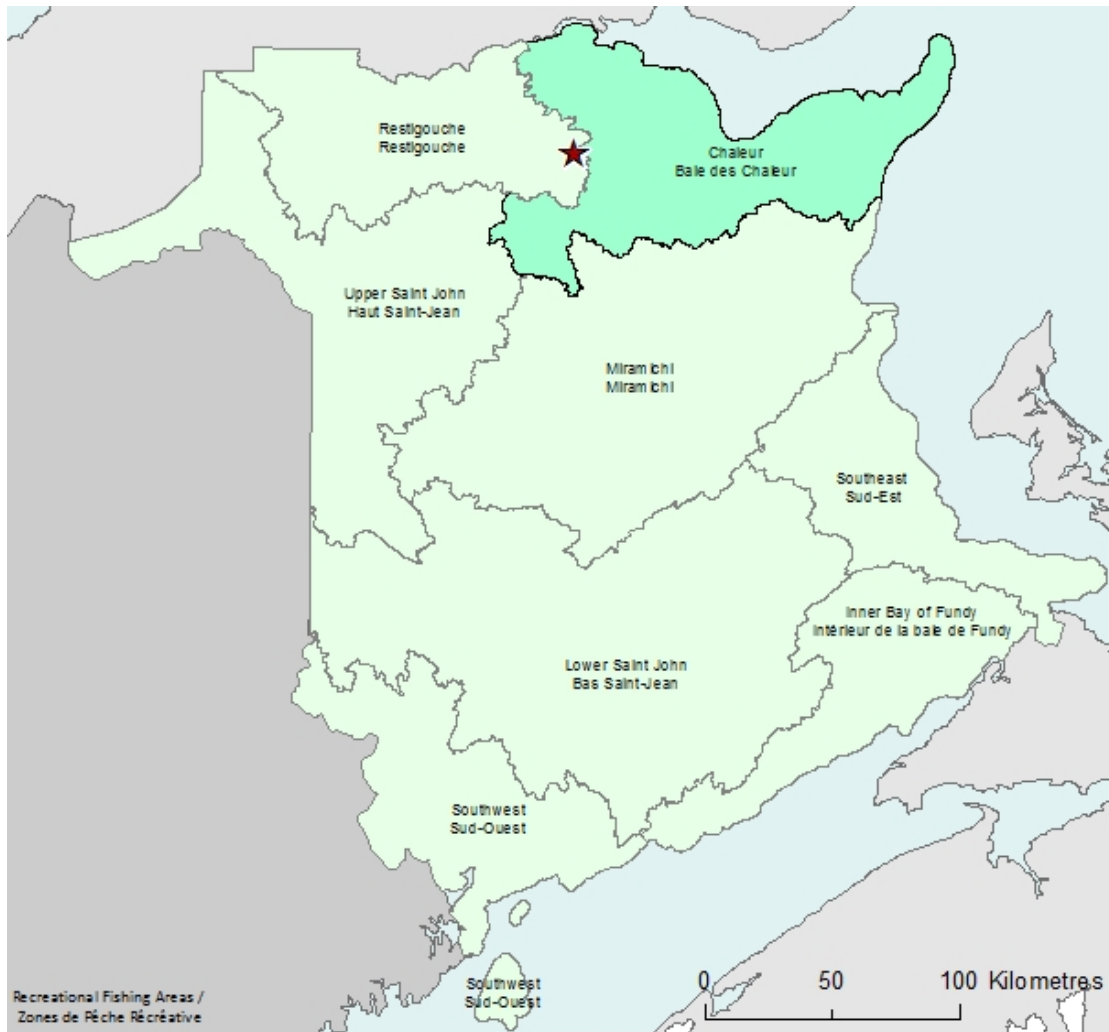 Restigouche
Restigouche
Chaleur
Baie des Chaleur
Upper Saint John
Haut Saint-Jean
Miramichi
Miramichi
Southeast
Sud-Est
Inner Bay of Fundy
Intérieur de la baie de Fundy
Lower Saint John
Bas Saint-Jean
Southwest
Sud-Ouest
Southwest
Sud-Ouest
0 50 100 Kilometres
Recreational Fishing Areas /
Zones de Pêche Récréative